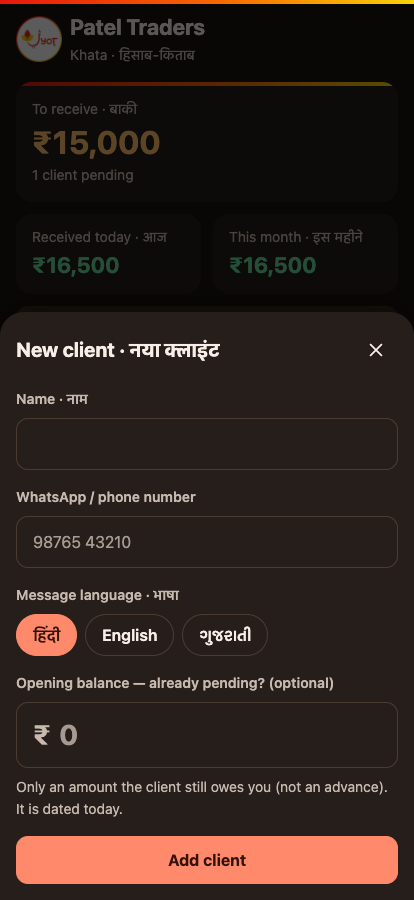 Jyot
Patel Traders
Khata · हिसाब-किताब
To receive · बाकी
₹15,000
1 client pending
Received today · आज
₹16,500
This month · इस महीने
₹16,500
New client · नया क्लाइंट
Name · नाम
WhatsApp / phone number
98765 43210
Message language · भाषा
हिंदी
English
ગુજરાતી
Opening balance — already pending? (optional)
₹ 0
Only an amount the client still owes you (not an advance).
It is dated today.
Add client